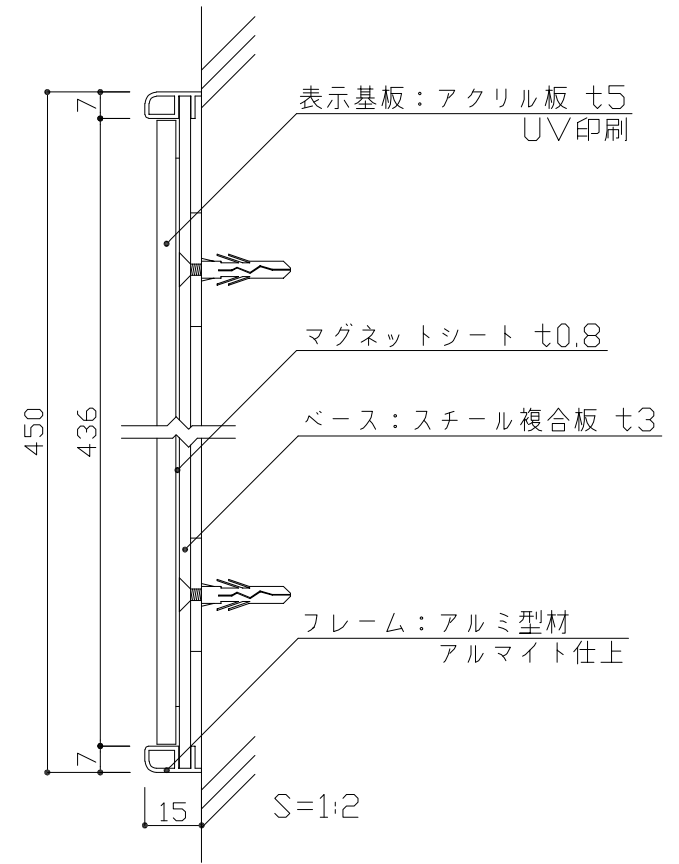 7
表示基板：アクリル板 t5
UV印刷
マグネットシート t0.8
450
436
ベース：スチール複合板 t3
フレーム：アルミ型材
アルマイト仕上
7
15
S=1:2